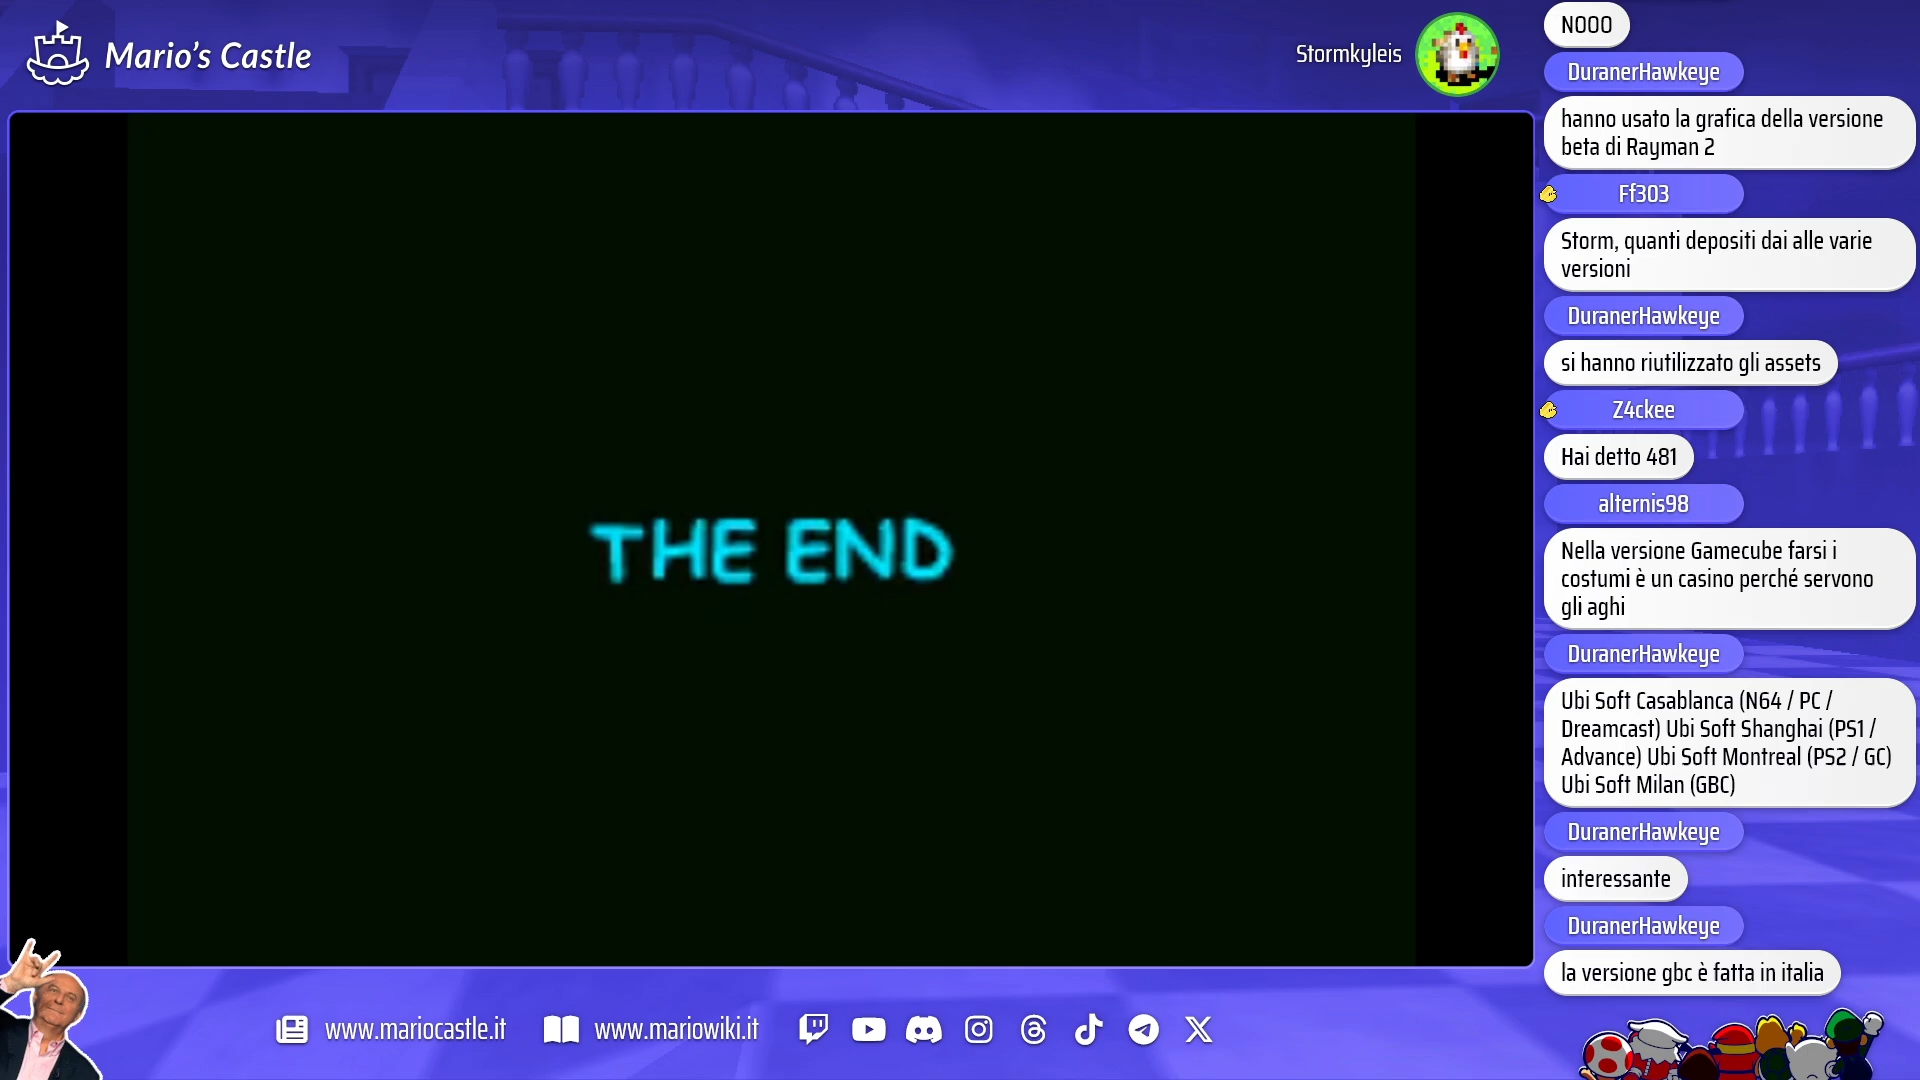 Mario's Castle
Stormkyleis
THE END
NOOO
DuranerHawkeye
hanno usato la grafica della versione
beta di Rayman 2
Ff303
Storm, quanti depositi dai alle varie
versioni
DuranerHawkeye
si hanno riutilizzato gli assets
Z4ckee
Hai detto 481
alternis98
Nella versione Gamecube farsi i
costumi è un casino perché servono
gli aghi
DuranerHawkeye
Ubi Soft Casablanca (N64 / PC /
Dreamcast) Ubi Soft Shanghai (PS1 /
Advance) Ubi Soft Montreal (PS2 / GC)
Ubi Soft Milan (GBC)
DuranerHawkeye
interessante
DuranerHawkeye
la versione gbc è fatta in italia
www.mariocastle.it
www.mariowiki.it